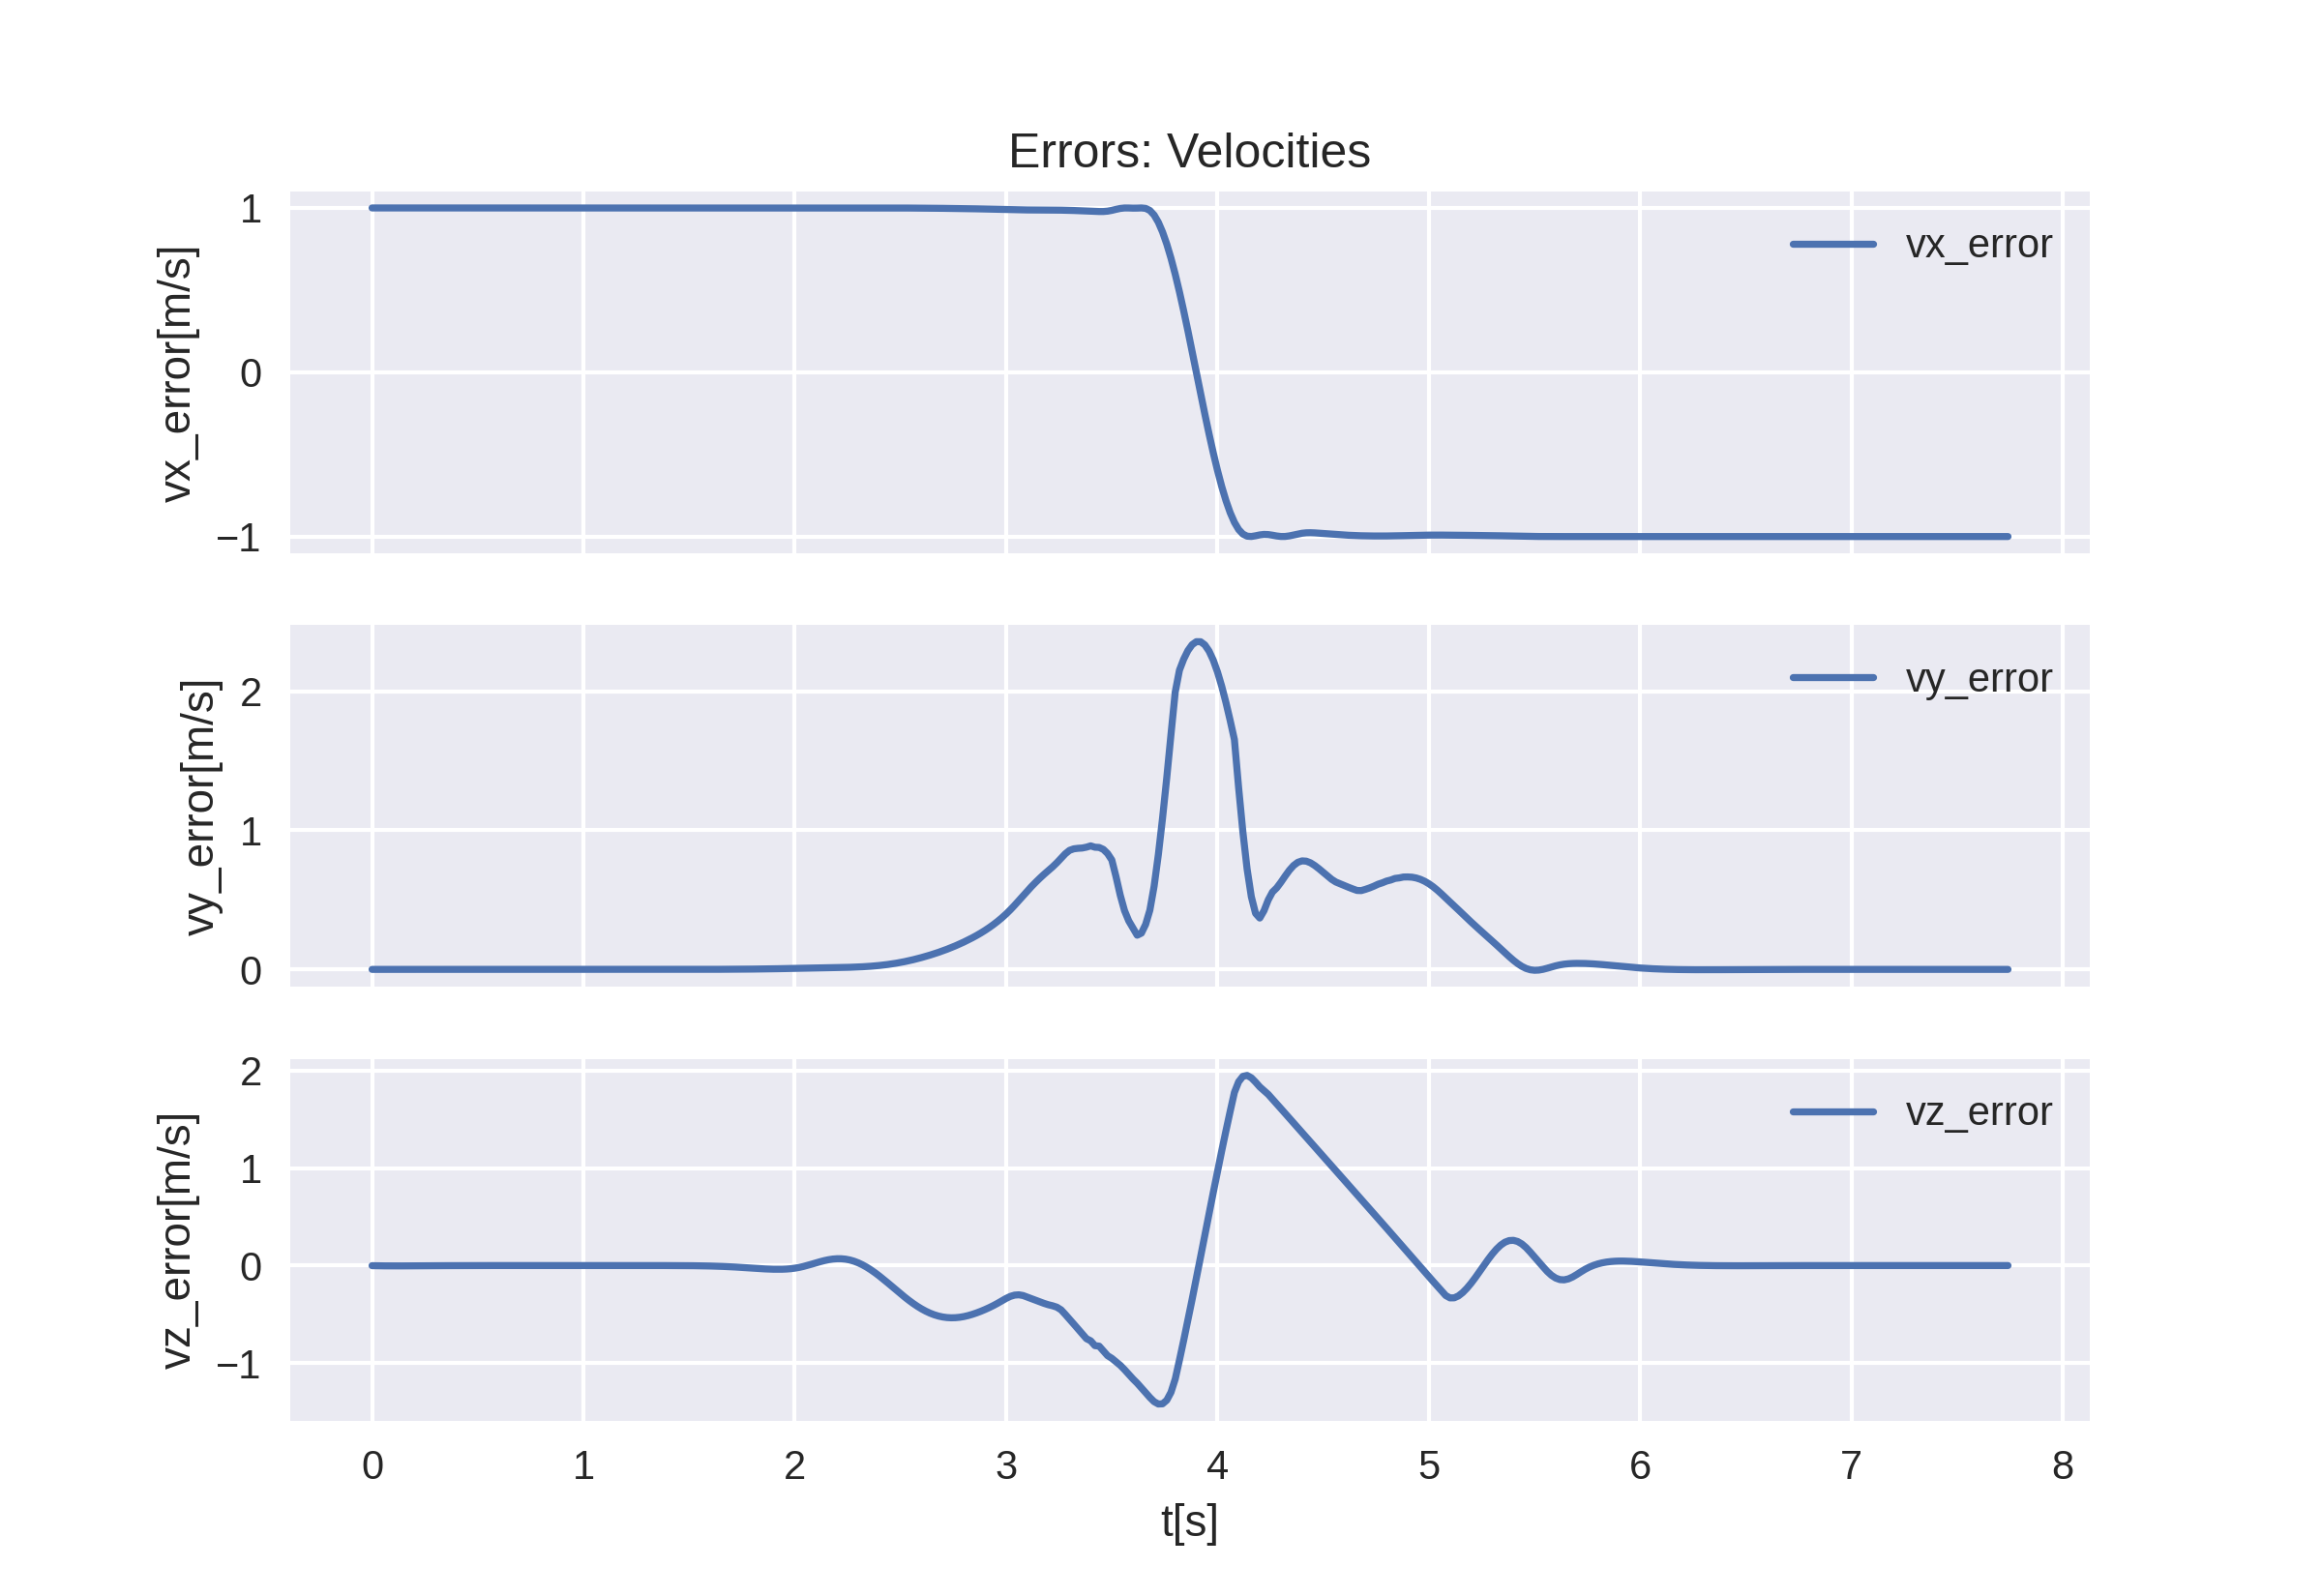 Errors: Velocities
1
0
−1
vx_error[m/s]
vx_error
2
1
0
vy_error[m/s]
vy_error
2
1
0
−1
vz_error[m/s]
vz_error
0 1 2 3 4 5 6 7 8
t[s]